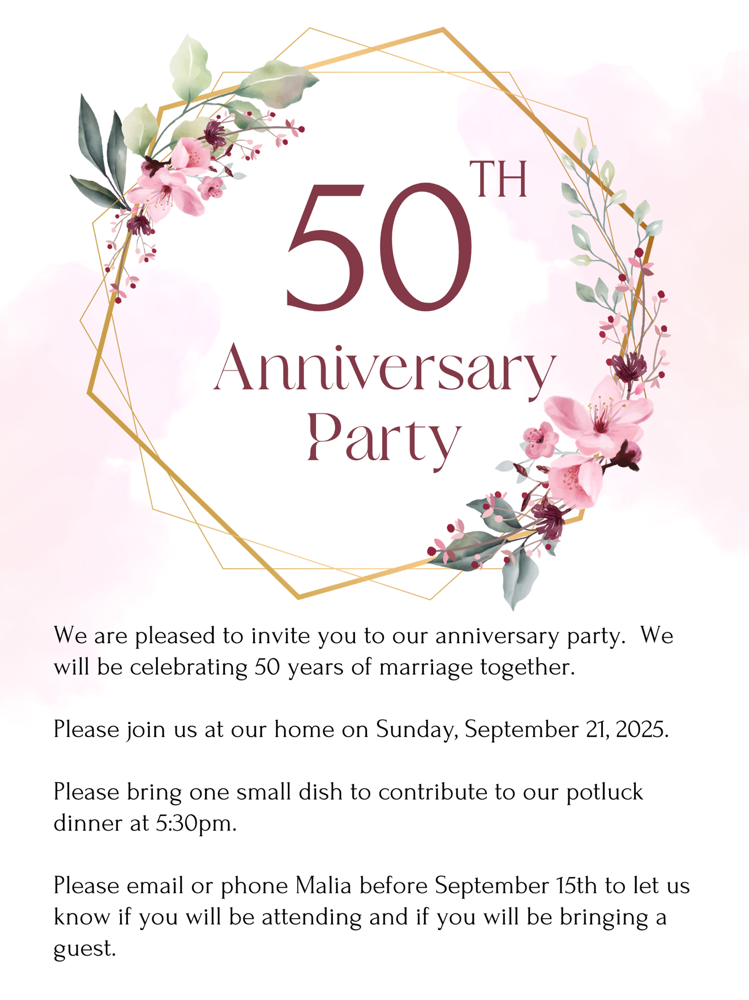 50TH
Anniversary
Party
We are pleased to invite you to our anniversary party.  We
will be celebrating 50 years of marriage together.
Please join us at our home on Sunday, September 21, 2025.
Please bring one small dish to contribute to our potluck
dinner at 5:30pm.
Please email or phone Malia before September 15th to let us
know if you will be attending and if you will be bringing a
guest.